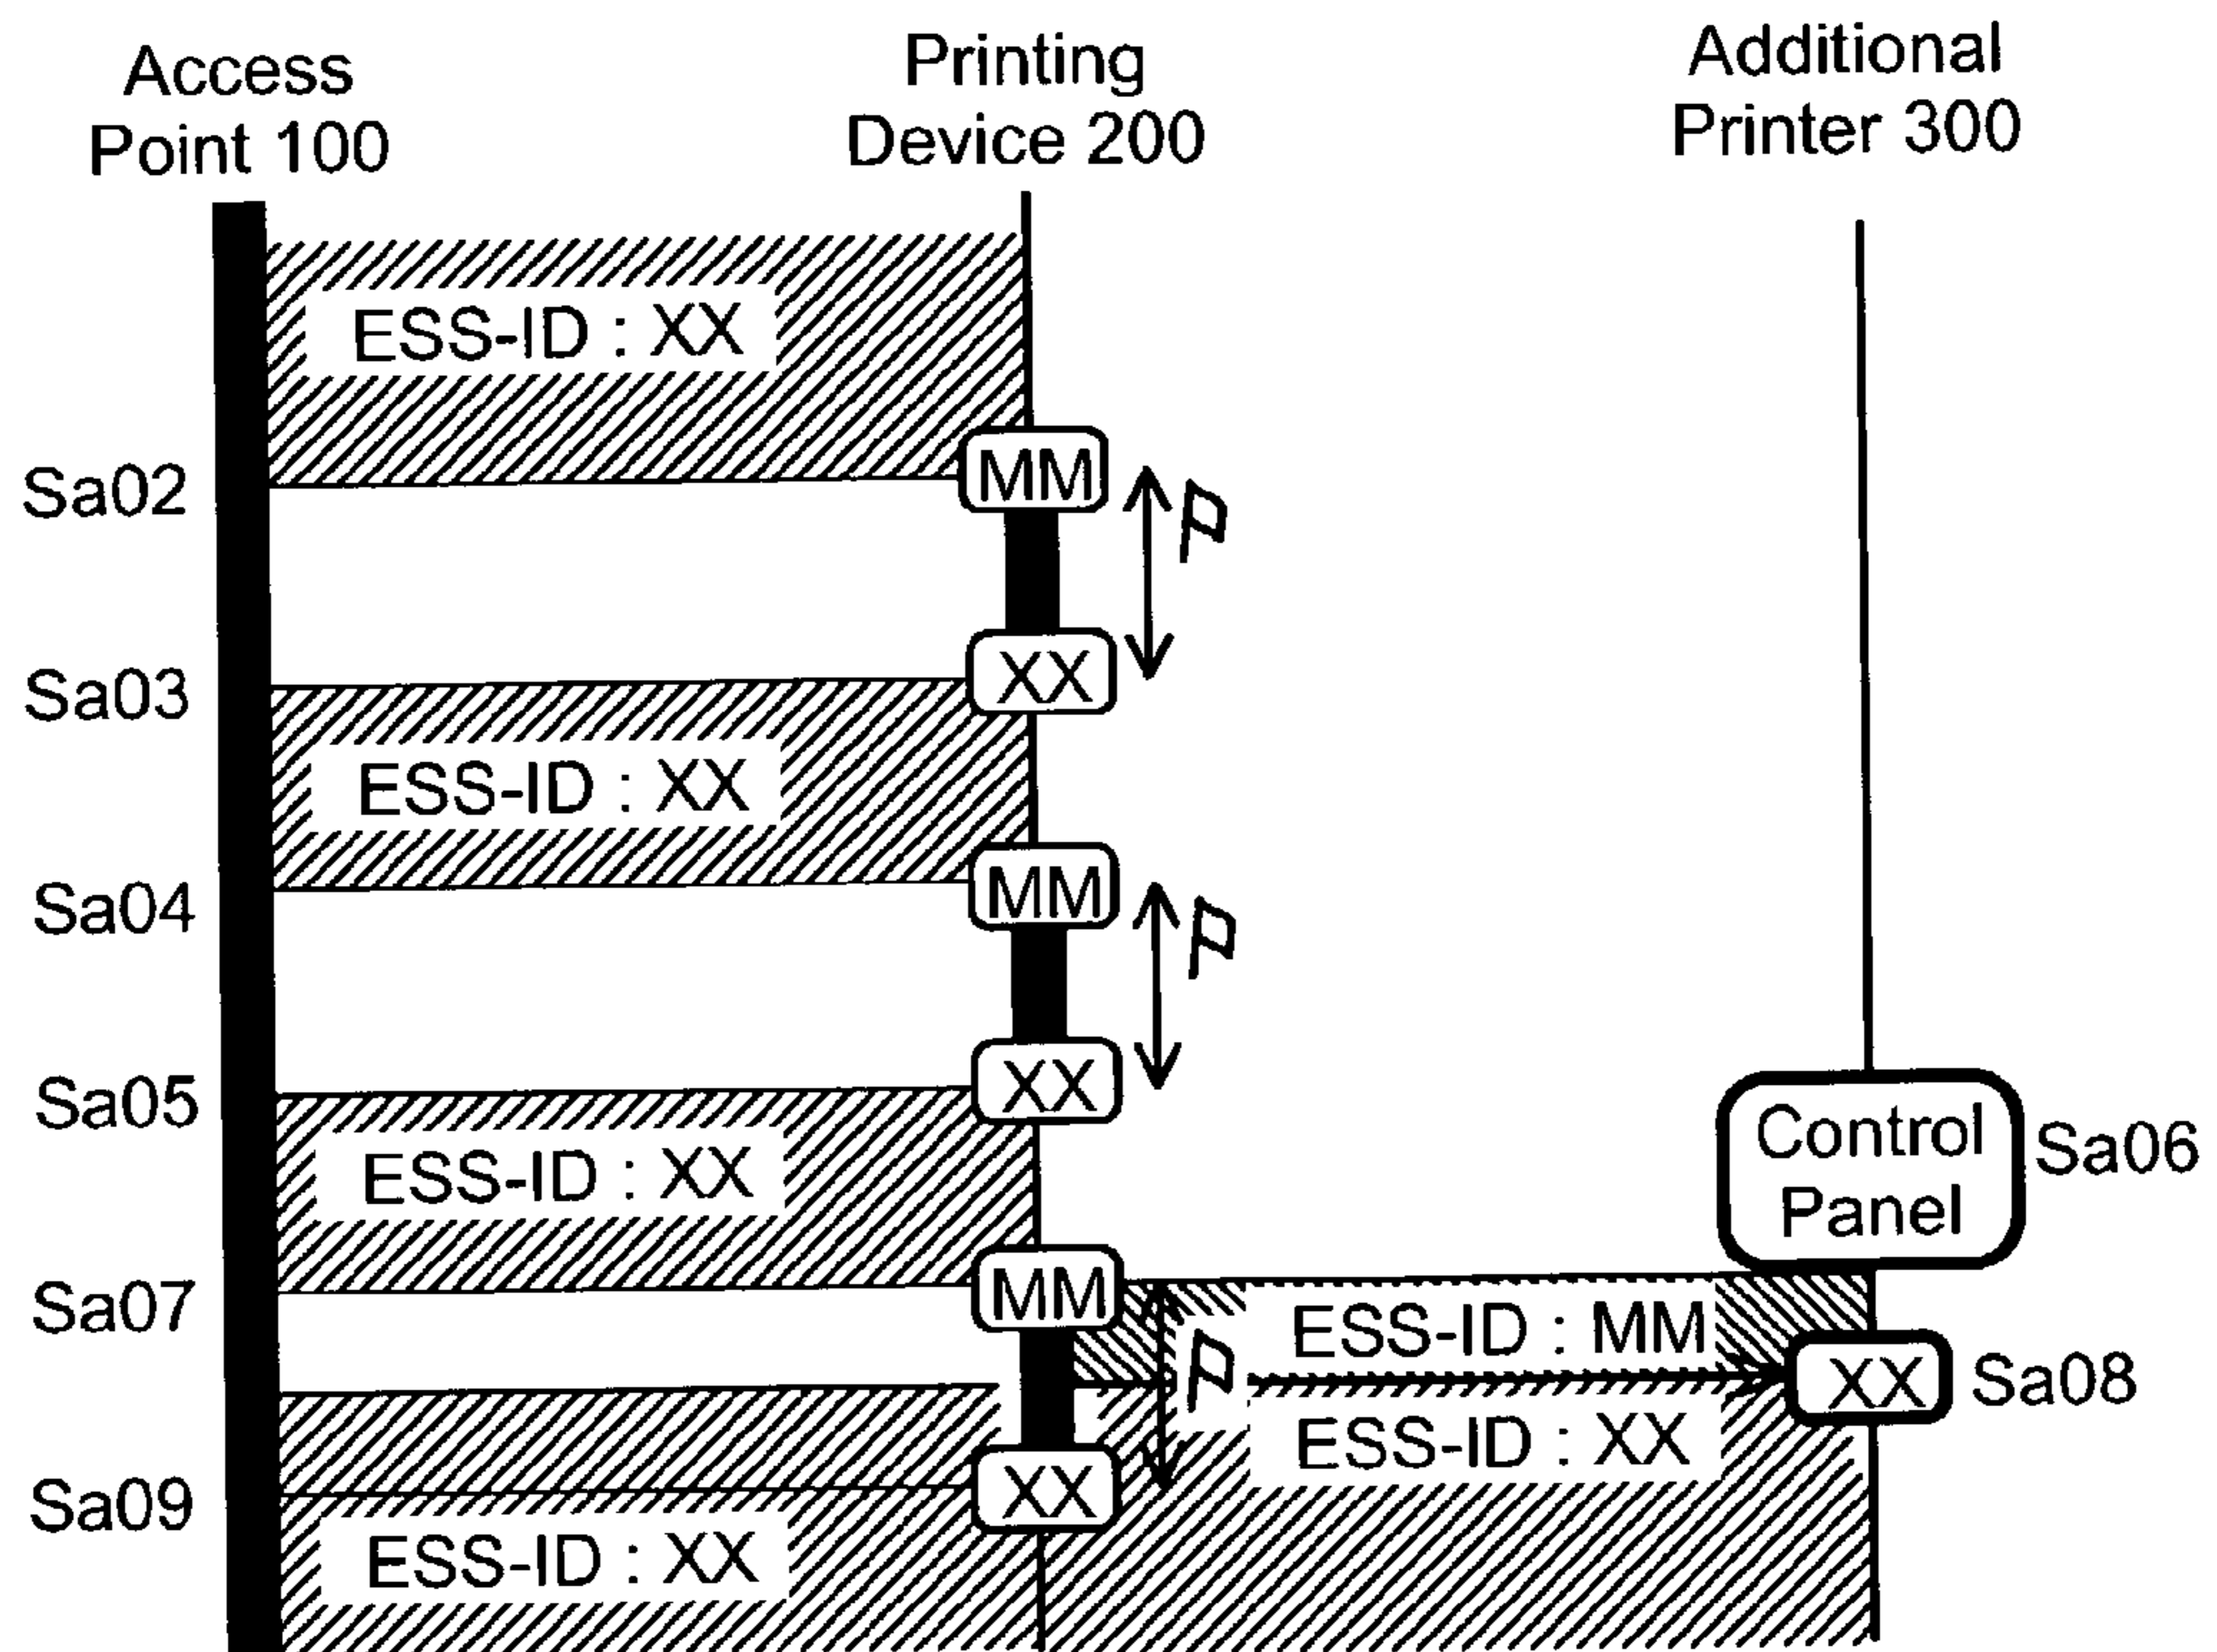 Access
Point 100
Printing
Device 200
Additional
Printer 300
ESS-ID : XX
Sa02
MM
P
Sa03
XX
ESS-ID : XX
Sa04
MM
P
Sa05
XX
Control
Panel
Sa06
ESS-ID : XX
Sa07
MM
ESS-ID : MM
P
XX
Sa08
ESS-ID : XX
Sa09
XX
ESS-ID : XX